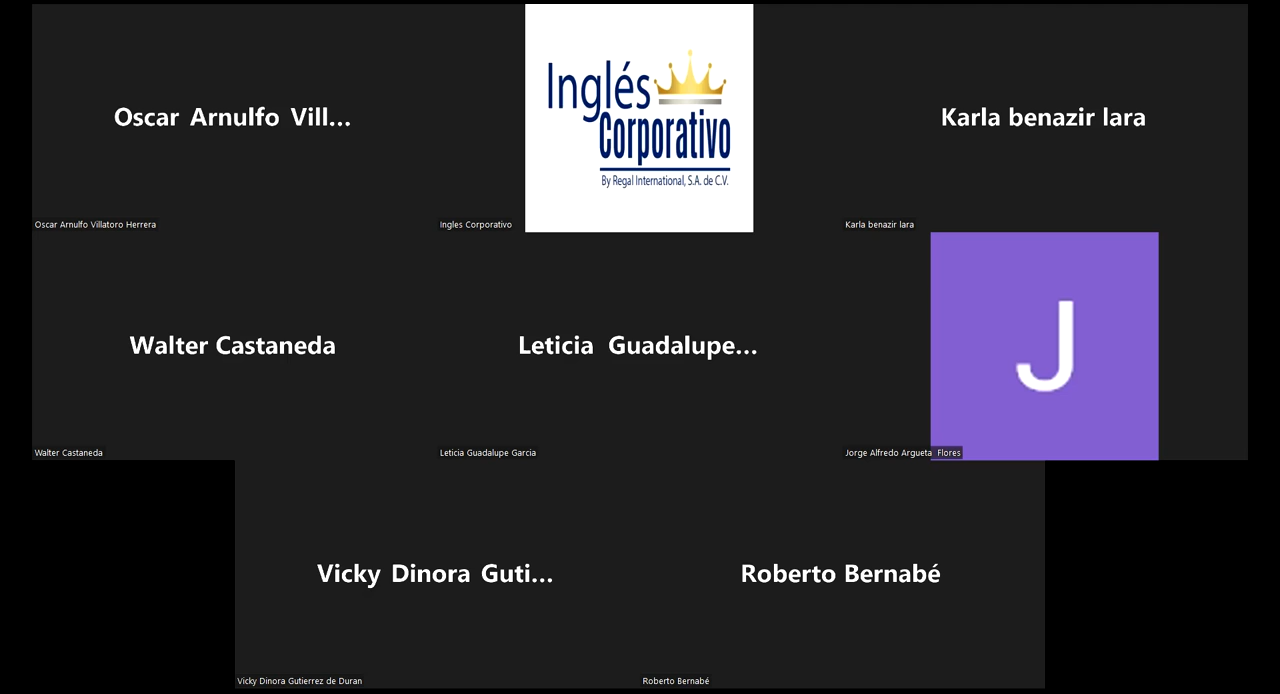 Oscar Arnulfo Vill...
Oscar Arnulfo Villatoro Herrera
Inglés
Corporativo
By Regal International, S.A. de C.V.
Ingles Corporativo
Karla benazir lara
Karla benazir lara
Walter Castaneda
Walter Castaneda
Leticia Guadalupe...
Leticia Guadalupe Garcia
J
Jorge Alfredo Argueta Flores
Vicky Dinora Guti...
Vicky Dinora Gutierrez de Duran
Roberto Bernabé
Roberto Bernabé